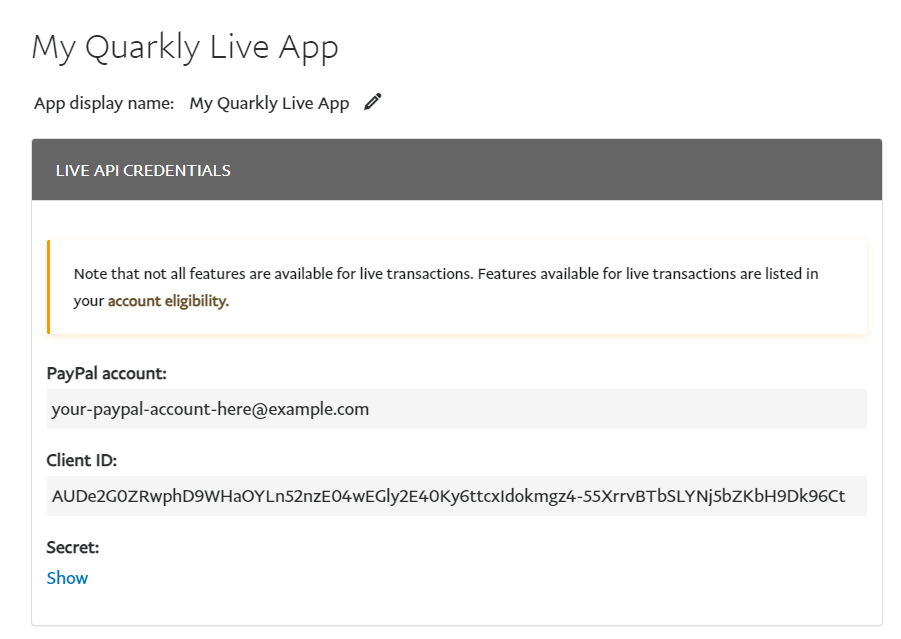 My Quarkly Live App
App display name: My Quarkly Live App
LIVE API CREDENTIALS
Note that not all features are available for live transactions. Features available for live transactions are listed in
your account eligibility.
PayPal account:
your-paypal-account-here@example.com
Client ID:
AUDe2G0ZRwphD9WHaOYLn52nzE04wEGly2E40Ky6ttcxIdokmgz4-55XrrvBTbSLYNj5bZKbH9Dk96Ct
Secret:
Show